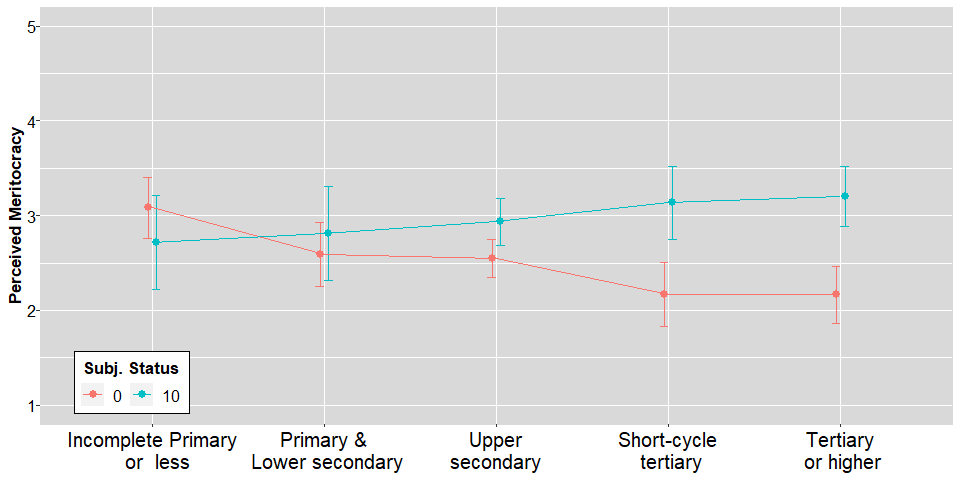 Perceived Meritocracy
5
4
3
2
1
Subj. Status
0 10
Incomplete Primary
or less
Primary &
Lower secondary
Upper
secondary
Short-cycle
tertiary
Tertiary
or higher